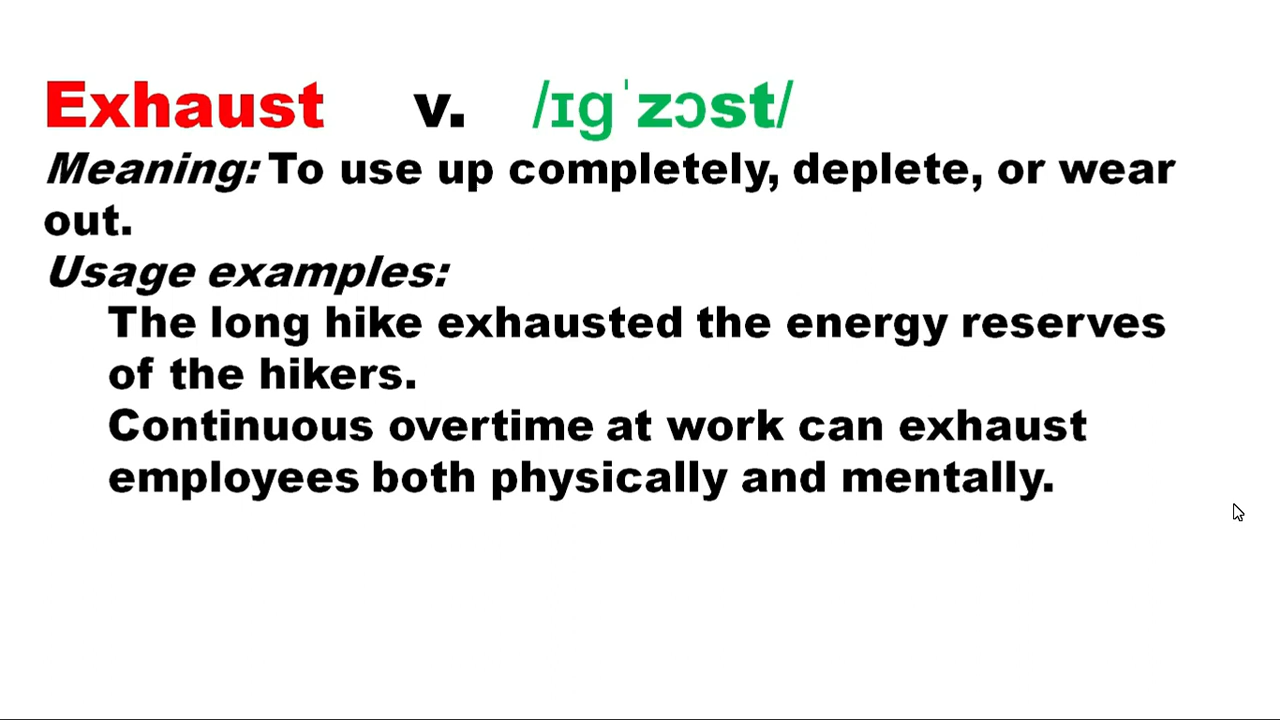 Exhaust v. /ɪɡˈzɔst/
Meaning: To use up completely, deplete, or wear
out.
Usage examples:
The long hike exhausted the energy reserves
of the hikers.
Continuous overtime at work can exhaust
employees both physically and mentally.